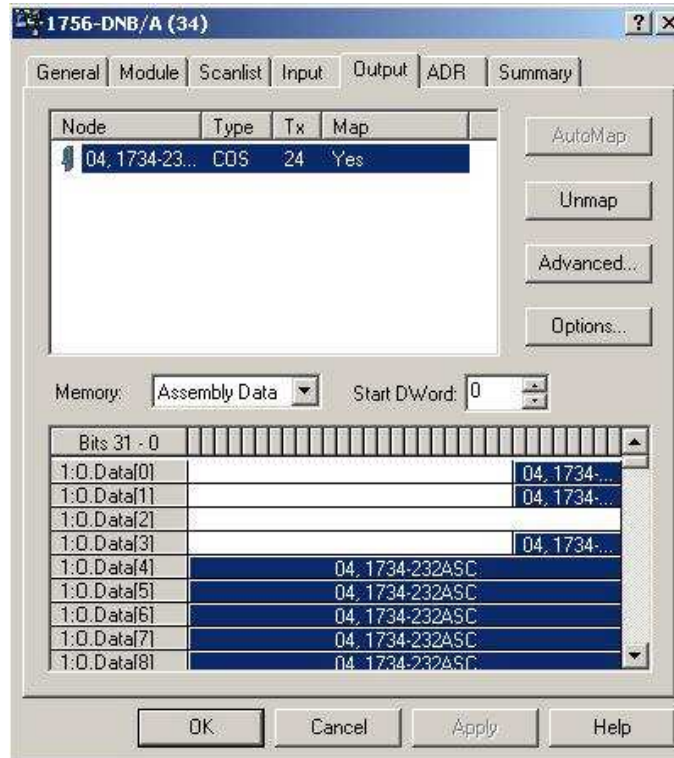 1756-DNB/A (34)
General Module Scanlist Input Output ADR Summary
Node Type Tx Map
04, 1734-23... COS 24 Yes
AutoMap
Unmap
Advanced...
Options...
Memory: Assembly Data Start DWord: 0
Bits 31 - 0
1:O.Data[0] 04, 1734-...
1:O.Data[1] 04, 1734-...
1:O.Data[2]
1:O.Data[3] 04, 1734-...
1:O.Data[4] 04, 1734-232ASC
1:O.Data[5] 04, 1734-232ASC
1:O.Data[6] 04, 1734-232ASC
1:O.Data[7] 04, 1734-232ASC
1:O.Data[8] 04, 1734-232ASC
OK Cancel Apply Help